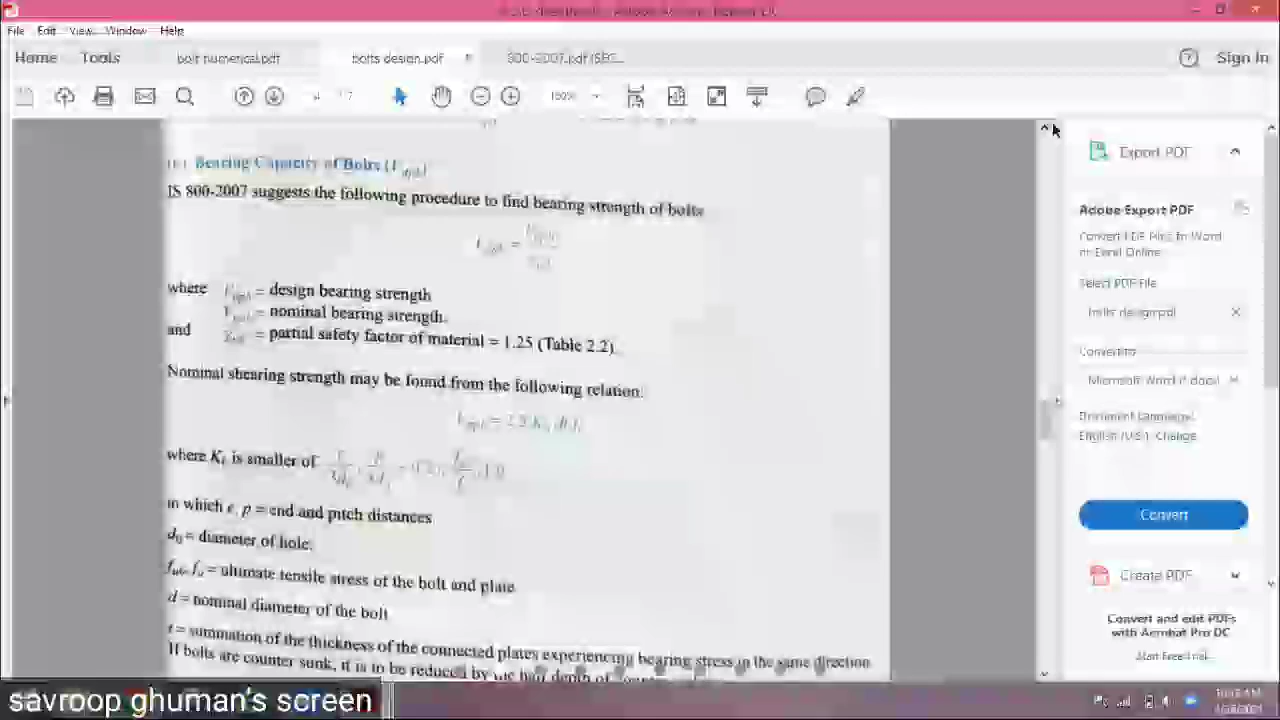 File Edit View Window Help
Home Tools bolt numerical.pdf bolts design.pdf 800-2007.pdf (SEC...
Sign In
Bearing Capacity of Bolts
IS 800-2007 suggests the following procedure to find bearing strength of bolts
where = design bearing strength
= nominal bearing strength.
and = partial safety factor of material = 1.25 (Table 2.2).
Nominal shearing strength may be found from the following relation:
where K_b is smaller of
in which e, p = end and pitch distances
d_0 = diameter of hole.
f_ub, f_u = ultimate tensile stress of the bolt and plate
d = nominal diameter of the bolt
t = summation of the thickness of the connected plates experiencing bearing stress in the same direction
If bolts are counter sunk, it is to be reduced by the half depth of
Export PDF
Adobe Export PDF
Convert PDF Files to Word
or Excel Online
Select PDF File
bolts design.pdf
Convert to
Microsoft Word (*.docx)
Document Language:
English (U.S.) Change
Convert
Create PDF
Convert and edit PDFs
with Acrobat Pro DC
Start Free Trial
savroop ghuman's screen